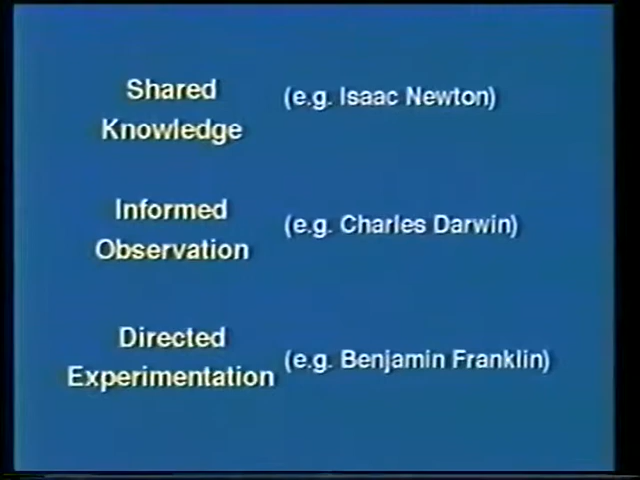 Shared
Knowledge
(e.g. Isaac Newton)
Informed
Observation
(e.g. Charles Darwin)
Directed
Experimentation
(e.g. Benjamin Franklin)